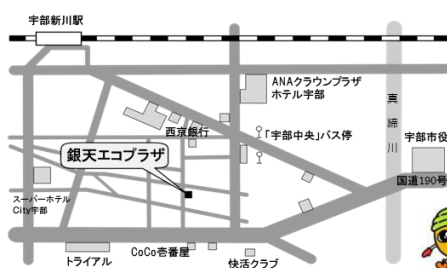 宇部新川駅
ANAクラウンプラザ
ホテル宇部
真締川
西京銀行
「宇部中央」バス停
宇部市役
銀天エコプラザ
国道190号
スーパーホテル
City宇部
トライアル
CoCo壱番屋
快活クラブ